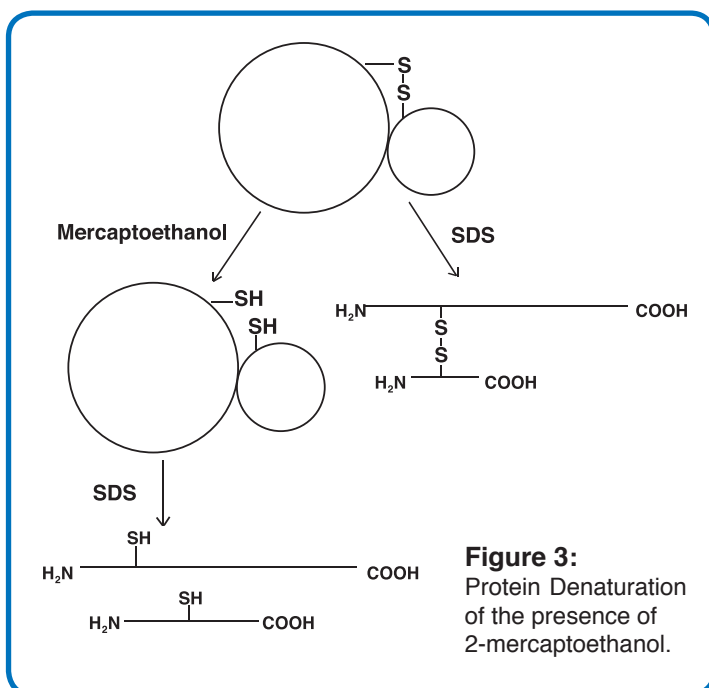 S
S
Mercaptoethanol
SDS
SH
SH
H₂N COOH
S
S
H₂N COOH
SDS
SH
H₂N COOH
SH
H₂N COOH
Figure 3:
Protein Denaturation
of the presence of
2-mercaptoethanol.